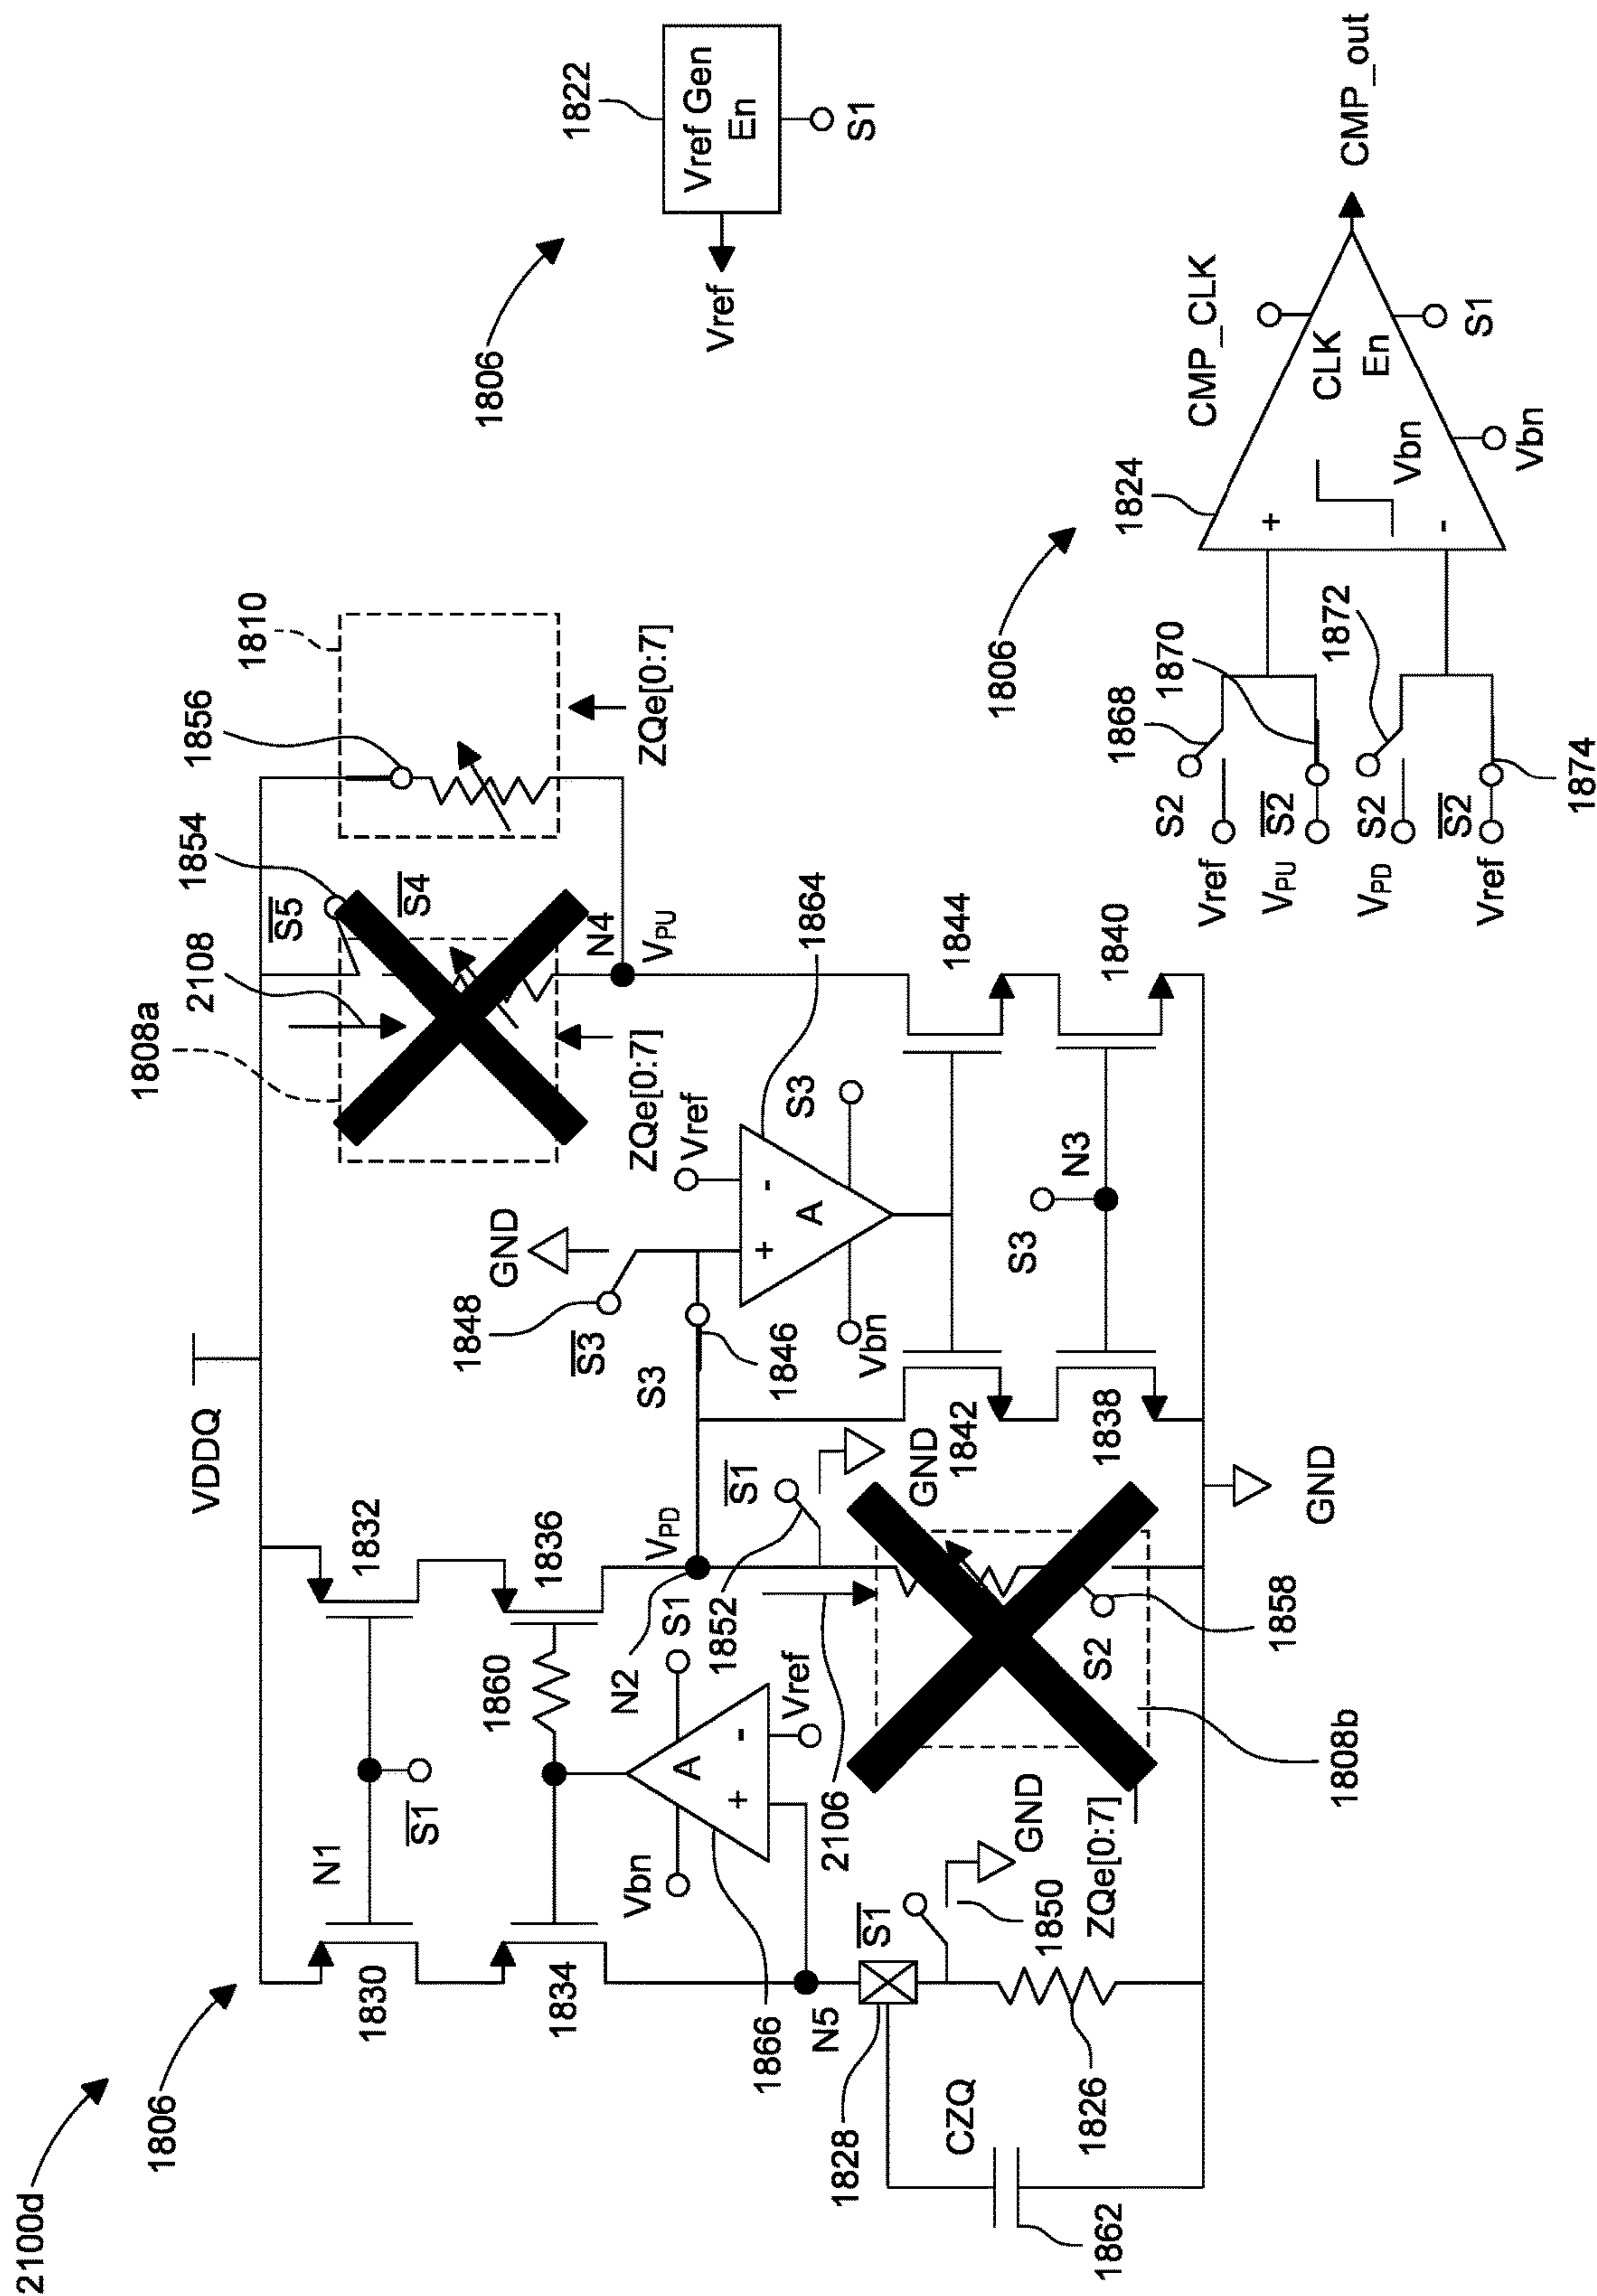 2100d
1806
VDDQ
1808a
2108
1854
1856
1810
S5
S4
1832
N1
1830
S1
1836
1860
1834
GND
1848
S3
S3
1846
ZQe[0:7]
Vref
N4
VPU
ZQe[0:7]
1806
1822
Vref Gen
En
Vref
S1
VPD
N2
S1
A
+
-
Vref
Vbn
1866
N5
A
+
-
1864
S3
Vbn
1852
S1
GND
2106
1842
1844
1828
S1
1850
GND
CZQ
1826
1862
ZQe[0:7]
S2
1858
1808b
S3
N3
1838
1840
GND
1806
1868
S2
Vref
1870
S2
VPU
1872
S2
VPD
S2
Vref
1874
1824
+
-
Vbn
Vbn
CLK
CMP_CLK
En
S1
CMP_out